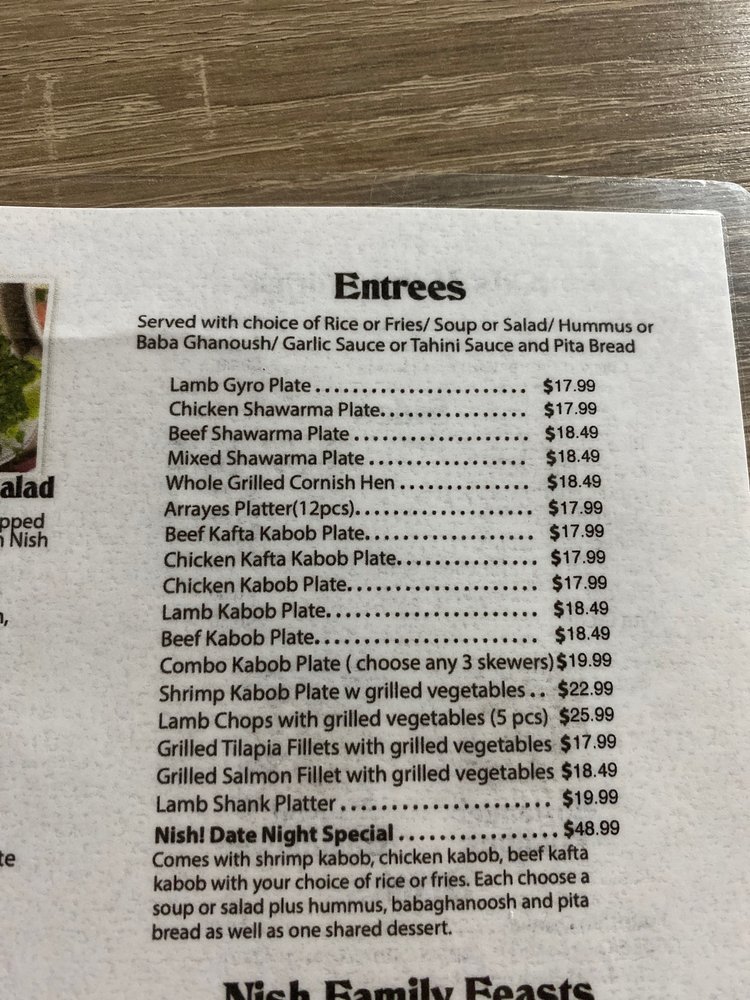 Entrees
Served with choice of Rice or Fries/ Soup or Salad/ Hummus or
Baba Ghanoush/ Garlic Sauce or Tahini Sauce and Pita Bread
Lamb Gyro Plate ........................ $17.99
Chicken Shawarma Plate................. $17.99
Beef Shawarma Plate .................... $18.49
Mixed Shawarma Plate .................. $18.49
Whole Grilled Cornish Hen ............... $18.49
Arrayes Platter(12pcs).................... $17.99
Beef Kafta Kabob Plate................... $17.99
Chicken Kafta Kabob Plate................ $17.99
Chicken Kabob Plate...................... $17.99
Lamb Kabob Plate........................ $18.49
Beef Kabob Plate......................... $18.49
Combo Kabob Plate ( choose any 3 skewers) $19.99
Shrimp Kabob Plate w grilled vegetables .. $22.99
Lamb Chops with grilled vegetables (5 pcs) $25.99
Grilled Tilapia Fillets with grilled vegetables $17.99
Grilled Salmon Fillet with grilled vegetables $18.49
Lamb Shank Platter ....................... $19.99
Nish! Date Night Special ................ $48.99
Comes with shrimp kabob, chicken kabob, beef kafta
kabob with your choice of rice or fries. Each choose a
soup or salad plus hummus, babaghanoosh and pita
bread as well as one shared dessert.
Nish Family Feasts
alad
pped
n Nish
te